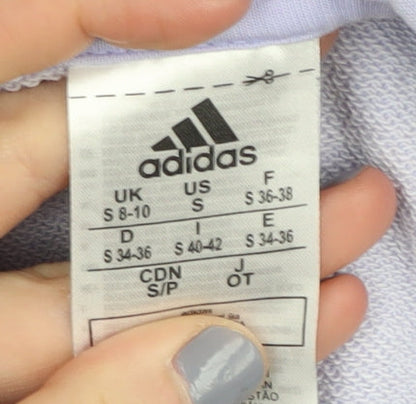 adidas
UK US F
S 8-10 S S 36-38
D I E
S 34-36 S 40-42 S 34-36
CDN J
S/P OT